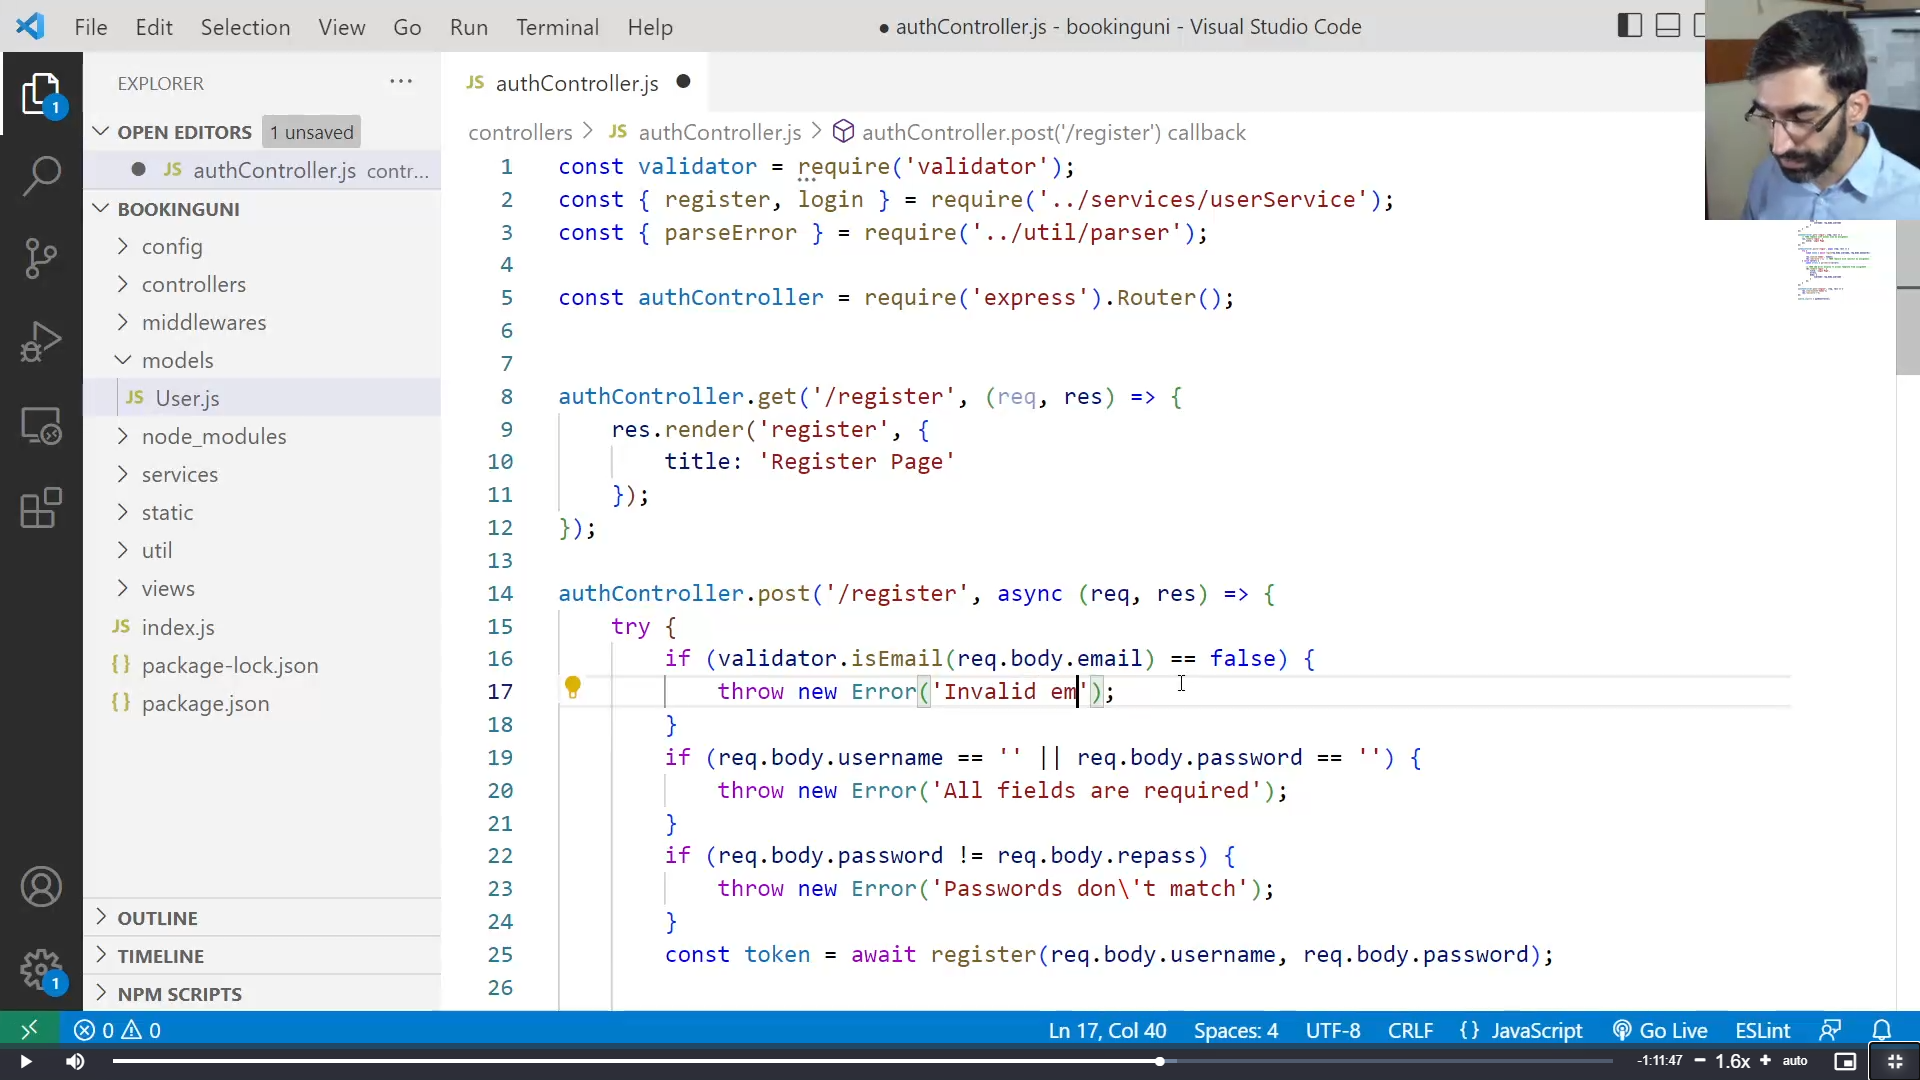 File Edit Selection View Go Run Terminal Help
● authController.js - bookinguni - Visual Studio Code
EXPLORER
OPEN EDITORS 1 unsaved
JS authController.js contr...
BOOKINGUNI
config
controllers
middlewares
models
JS User.js
node_modules
services
static
util
views
JS index.js
{} package-lock.json
{} package.json
OUTLINE
TIMELINE
NPM SCRIPTS
1
1
JS authController.js ●
controllers > JS authController.js > authController.post('/register') callback
1 const validator = require('validator');
2 const { register, login } = require('../services/userService');
3 const { parseError } = require('../util/parser');
4
5 const authController = require('express').Router();
6
7
8 authController.get('/register', (req, res) => {
9 res.render('register', {
10 title: 'Register Page'
11 });
12 });
13
14 authController.post('/register', async (req, res) => {
15 try {
16 if (validator.isEmail(req.body.email) == false) {
17 throw new Error('Invalid em');
18 }
19 if (req.body.username == '' || req.body.password == '') {
20 throw new Error('All fields are required');
21 }
22 if (req.body.password != req.body.repass) {
23 throw new Error('Passwords don\'t match');
24 }
25 const token = await register(req.body.username, req.body.password);
26
0 0 Ln 17, Col 40 Spaces: 4 UTF-8 CRLF {} JavaScript Go Live ESLint
-1:11:47 − 1.6x + auto